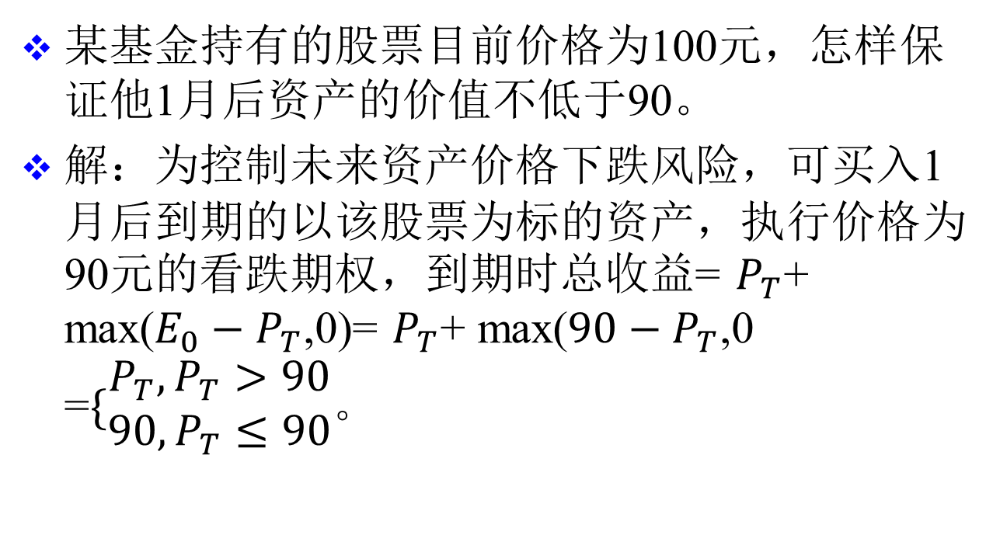 ❖ 某基金持有的股票目前价格为100元，怎样保
证他1月后资产的价值不低于90。
❖ 解：为控制未来资产价格下跌风险，可买入1
月后到期的以该股票为标的资产，执行价格为
90元的看跌期权，到期时总收益= P_T+
max(E_0 − P_T,0)= P_T+ max(90 − P_T,0
={P_T, P_T > 90
90, P_T ≤ 90。